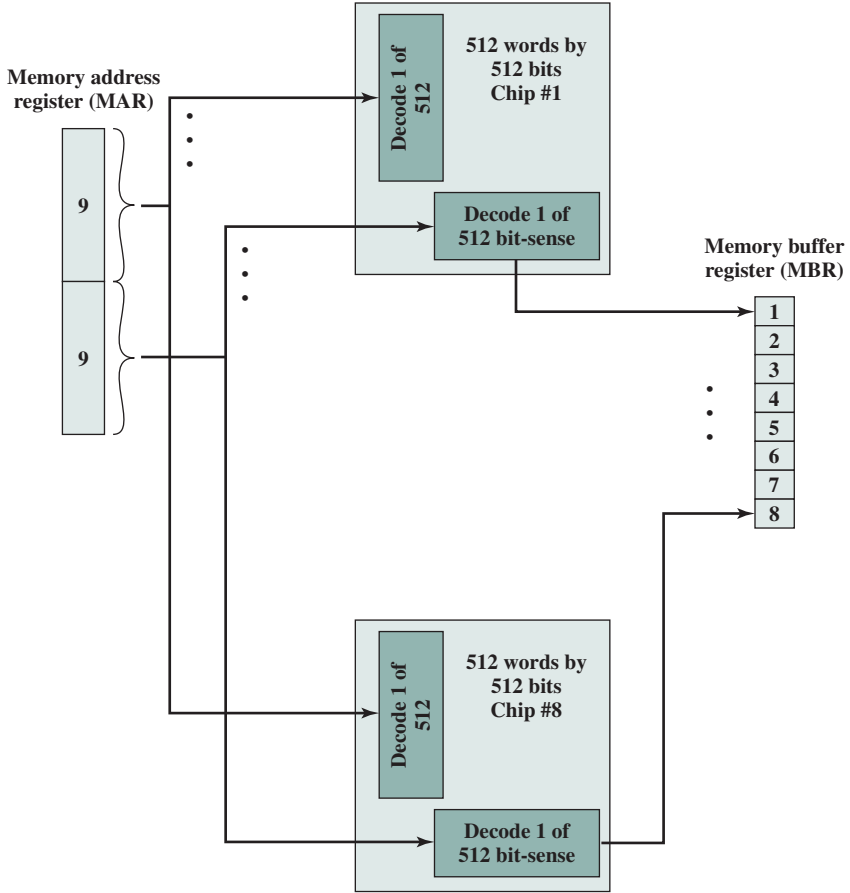 Memory address
register (MAR)
9
9
Decode 1 of
512
512 words by
512 bits
Chip #1
Decode 1 of
512 bit-sense
Memory buffer
register (MBR)
1
2
3
4
5
6
7
8
Decode 1 of
512
512 words by
512 bits
Chip #8
Decode 1 of
512 bit-sense